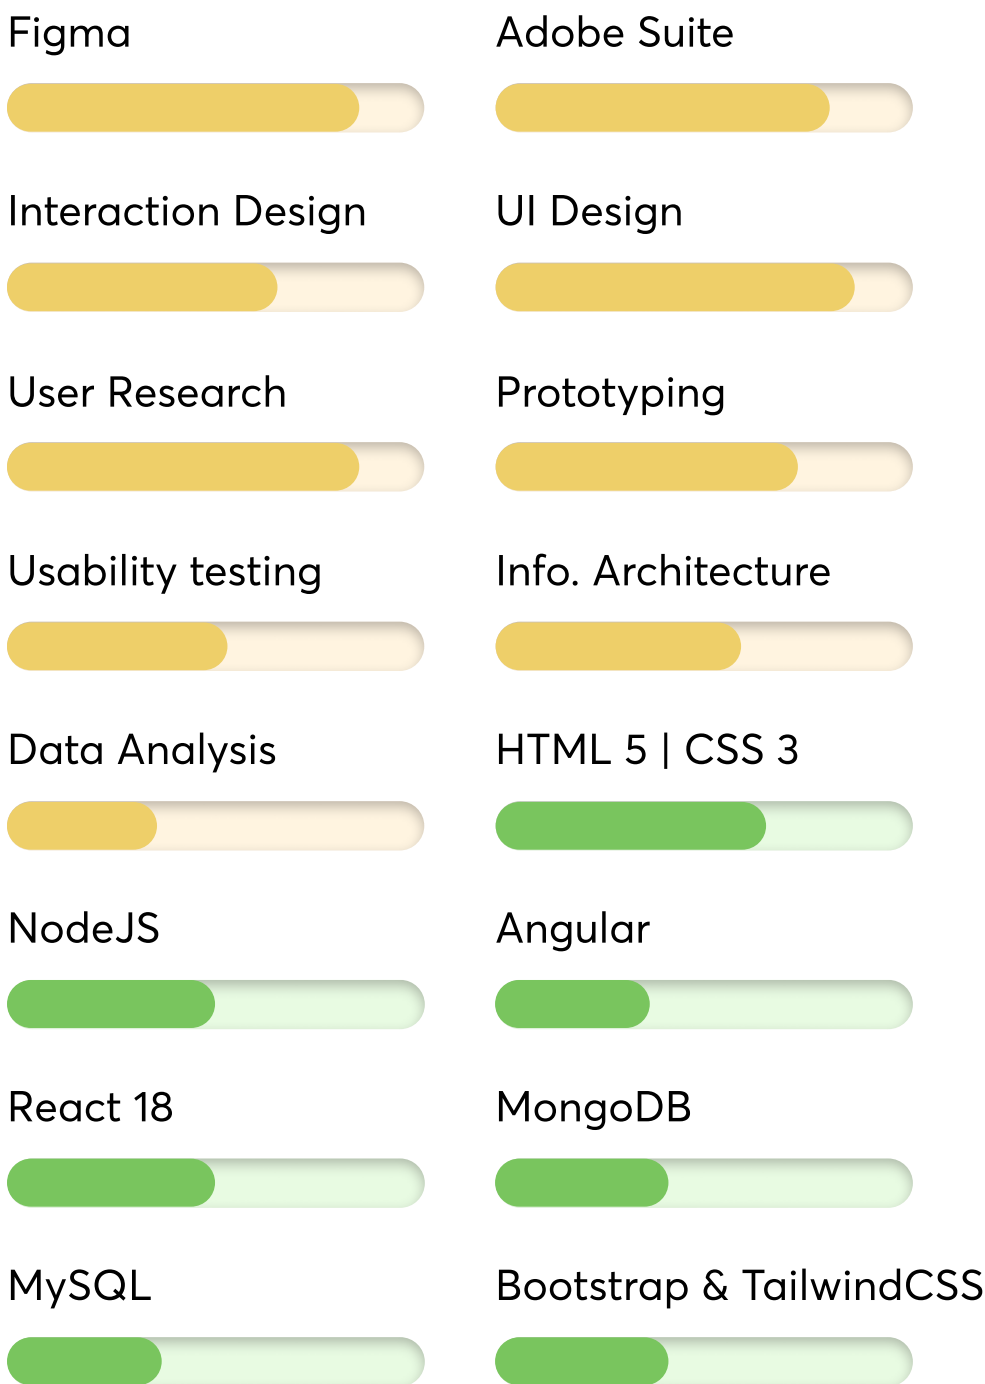 Figma
Adobe Suite
Interaction Design
UI Design
User Research
Prototyping
Usability testing
Info. Architecture
Data Analysis
HTML 5 | CSS 3
NodeJS
Angular
React 18
MongoDB
MySQL
Bootstrap & TailwindCSS